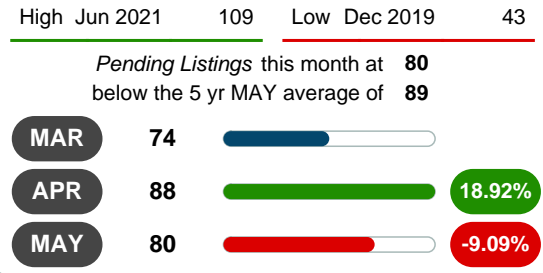 High Jun 2021 109 Low Dec 2019 43
Pending Listings this month at 80
below the 5 yr MAY average of 89
MAR 74
APR 88 18.92%
MAY 80 -9.09%